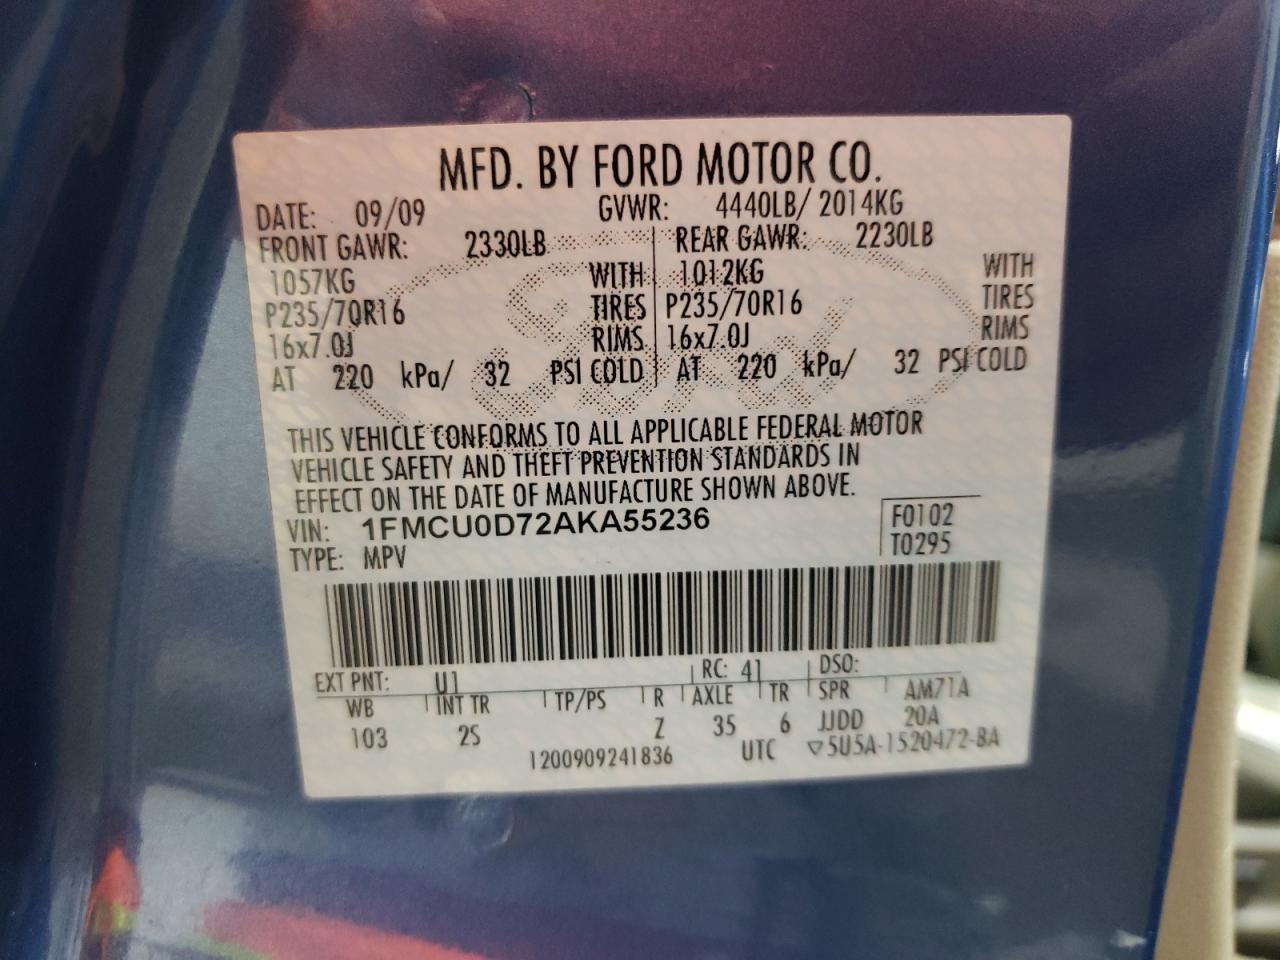 MFD. BY FORD MOTOR CO.
DATE: 09/09 GVWR: 4440LB/ 2014KG
FRONT GAWR: 2330LB REAR GAWR: 2230LB
1057KG WITH 1012KG WITH
P235/70R16 TIRES P235/70R16 TIRES
16x7.0J RIMS 16x7.0J RIMS
AT 220 kPa/ 32 PSI COLD AT 220 kPa/ 32 PSI COLD
THIS VEHICLE CONFORMS TO ALL APPLICABLE FEDERAL MOTOR
VEHICLE SAFETY AND THEFT PREVENTION STANDARDS IN
EFFECT ON THE DATE OF MANUFACTURE SHOWN ABOVE.
VIN: 1FMCU0D72AKA55236 F0102
TYPE: MPV T0295
EXT PNT: U1 RC: 41 DSO:
WB INT TR TP/PS R AXLE TR SPR AM71A
103 2S Z 35 6 JJDD 20A
1200909241836 UTC ▽5U5A-1520472-BA